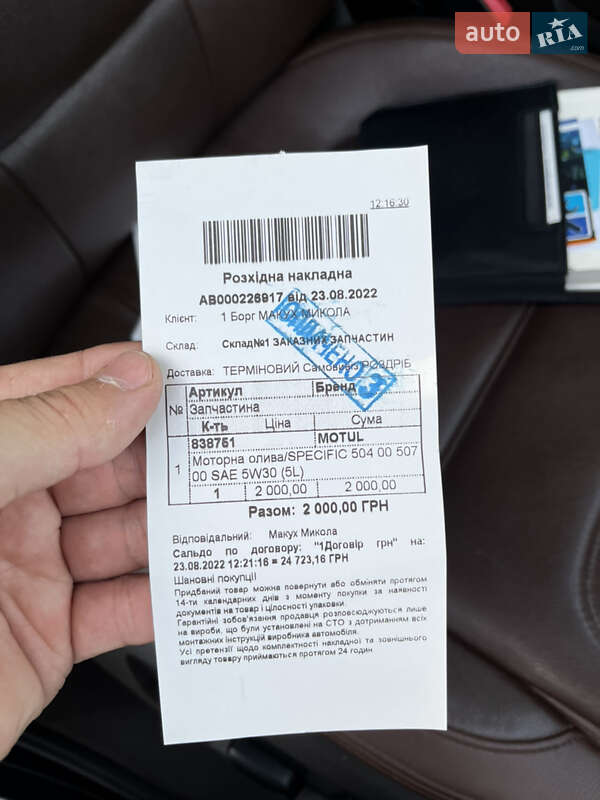 auto RIA.com
12:16:30
Розхідна накладна
АВ000226917 від 23.08.2022
Клієнт: 1 Борг МАКУХ МИКОЛА
Склад: Склад№1 ЗАКАЗНИХ ЗАПЧАСТИН
Доставка: ТЕРМІНОВИЙ Самовивіз РОЗДРІБ
Артикул Бренд
№ Запчастина
К-ть Ціна Сума
838751 MOTUL
1 Моторна олива/SPECIFIC 504 00 507
00 SAE 5W30 (5L)
1 2 000,00 2 000,00
Разом: 2 000,00 ГРН
Відповідальний: Макух Микола
Сальдо по договору: "1Договір грн" на:
23.08.2022 12:21:16 = 24 723,16 ГРН
Шановні покупці!
Придбаний товар можна повернути або обміняти протягом
14-ти календарних днів з моменту покупки за наявності
документів на товар і цілосності упаковки.
Гарантійні зобов'язання продавця розповсюджуються лише
на вироби, що були установлені на СТО з дотриманням всіх
монтажних інструкцій виробника автомобіля.
Усі претензії щодо комплектності накладної та зовнішнього
вигляду товару приймаються протягом 24 годин